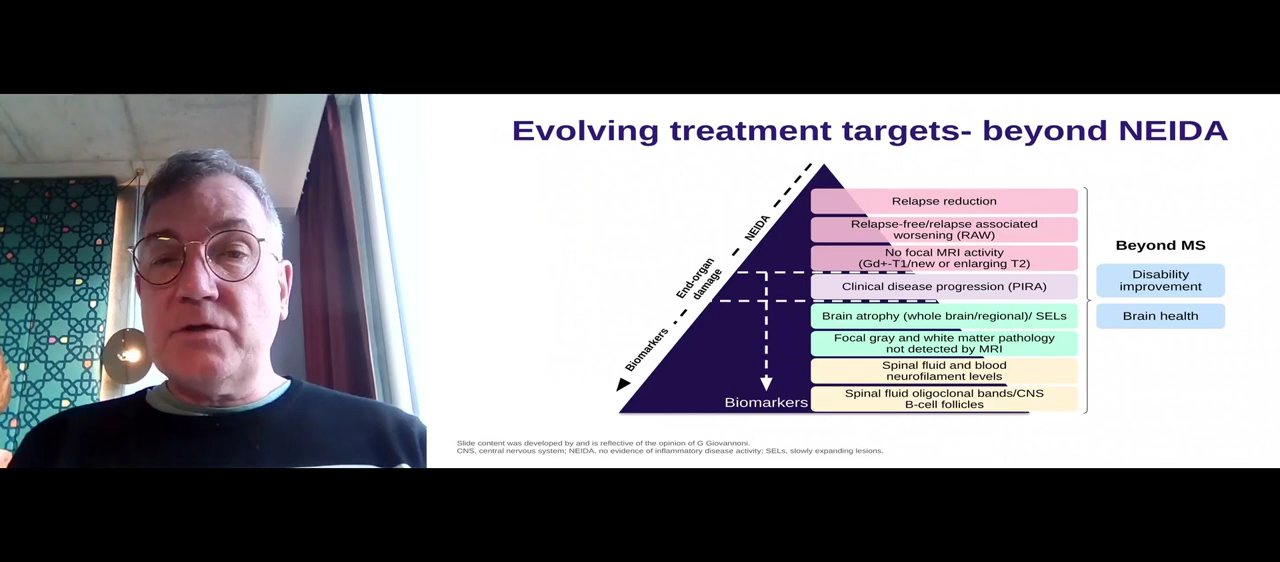 Evolving treatment targets- beyond NEIDA
NEIDA
End-organ
damage
Biomarkers
Biomarkers
Relapse reduction
Relapse-free/relapse associated
worsening (RAW)
No focal MRI activity
(Gd+-T1/new or enlarging T2)
Clinical disease progression (PIRA)
Brain atrophy (whole brain/regional)/ SELs
Focal gray and white matter pathology
not detected by MRI
Spinal fluid and blood
neurofilament levels
Spinal fluid oligoclonal bands/CNS
B-cell follicles
Beyond MS
Disability
improvement
Brain health
Slide content was developed by and is reflective of the opinion of G Giovannoni.
CNS, central nervous system; NEIDA, no evidence of inflammatory disease activity; SELs, slowly expanding lesions.